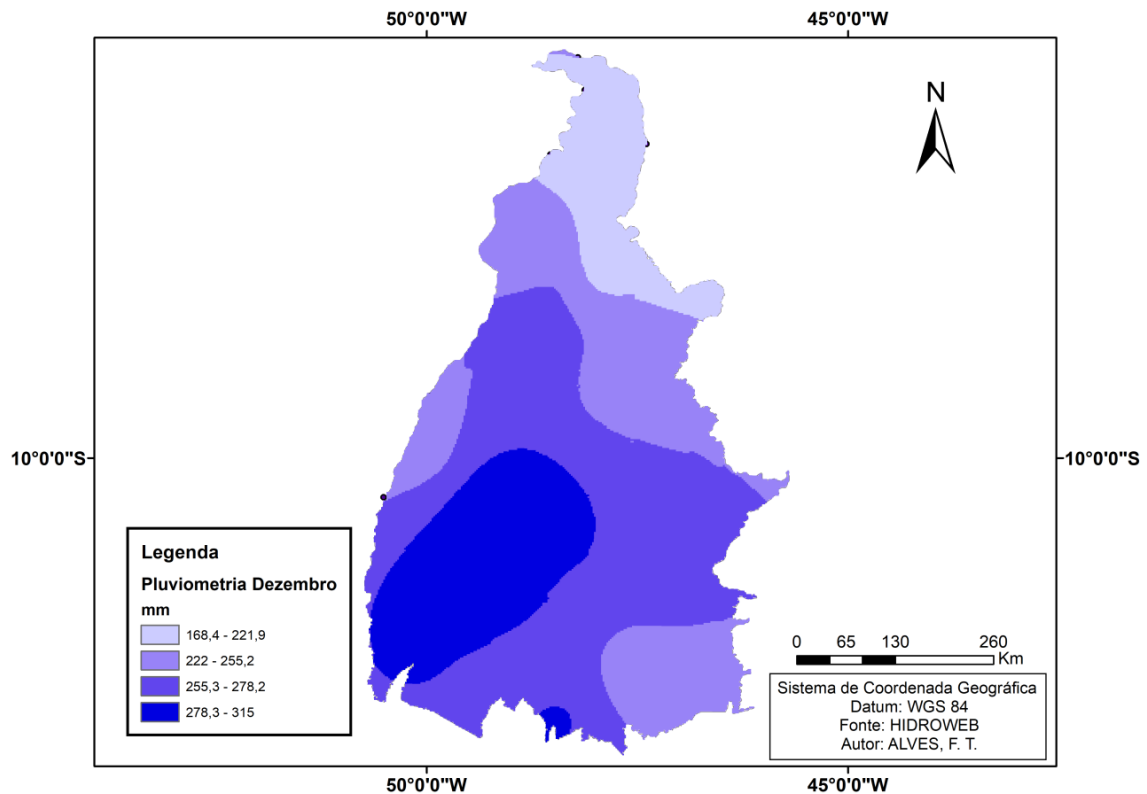 50°0'0"W
45°0'0"W
N
10°0'0"S
10°0'0"S
Legenda
Pluviometria Dezembro
mm
168,4 - 221,9
222 - 255,2
255,3 - 278,2
278,3 - 315
0 65 130 260
Km
Sistema de Coordenada Geográfica
Datum: WGS 84
Fonte: HIDROWEB
Autor: ALVES, F. T.
50°0'0"W
45°0'0"W